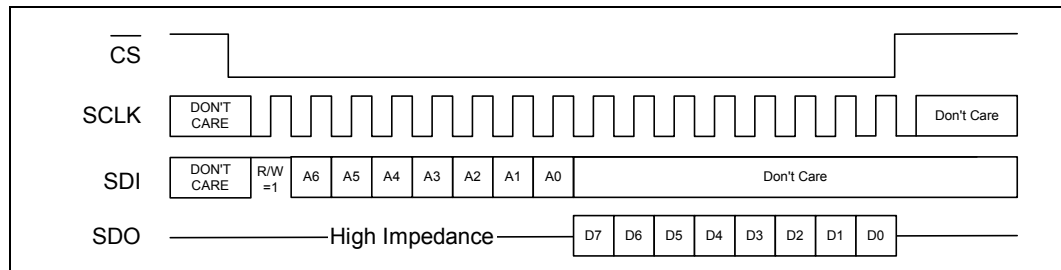 CS
SCLK DON'T CARE Don't Care
SDI DON'T CARE R/W =1 A6 A5 A4 A3 A2 A1 A0 Don't Care
SDO High Impedance D7 D6 D5 D4 D3 D2 D1 D0